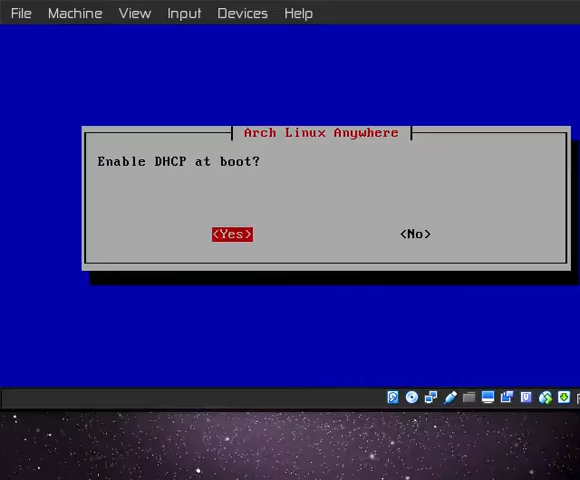 File Machine View Input Devices Help
Arch Linux Anywhere
Enable DHCP at boot?
<Yes> <No>